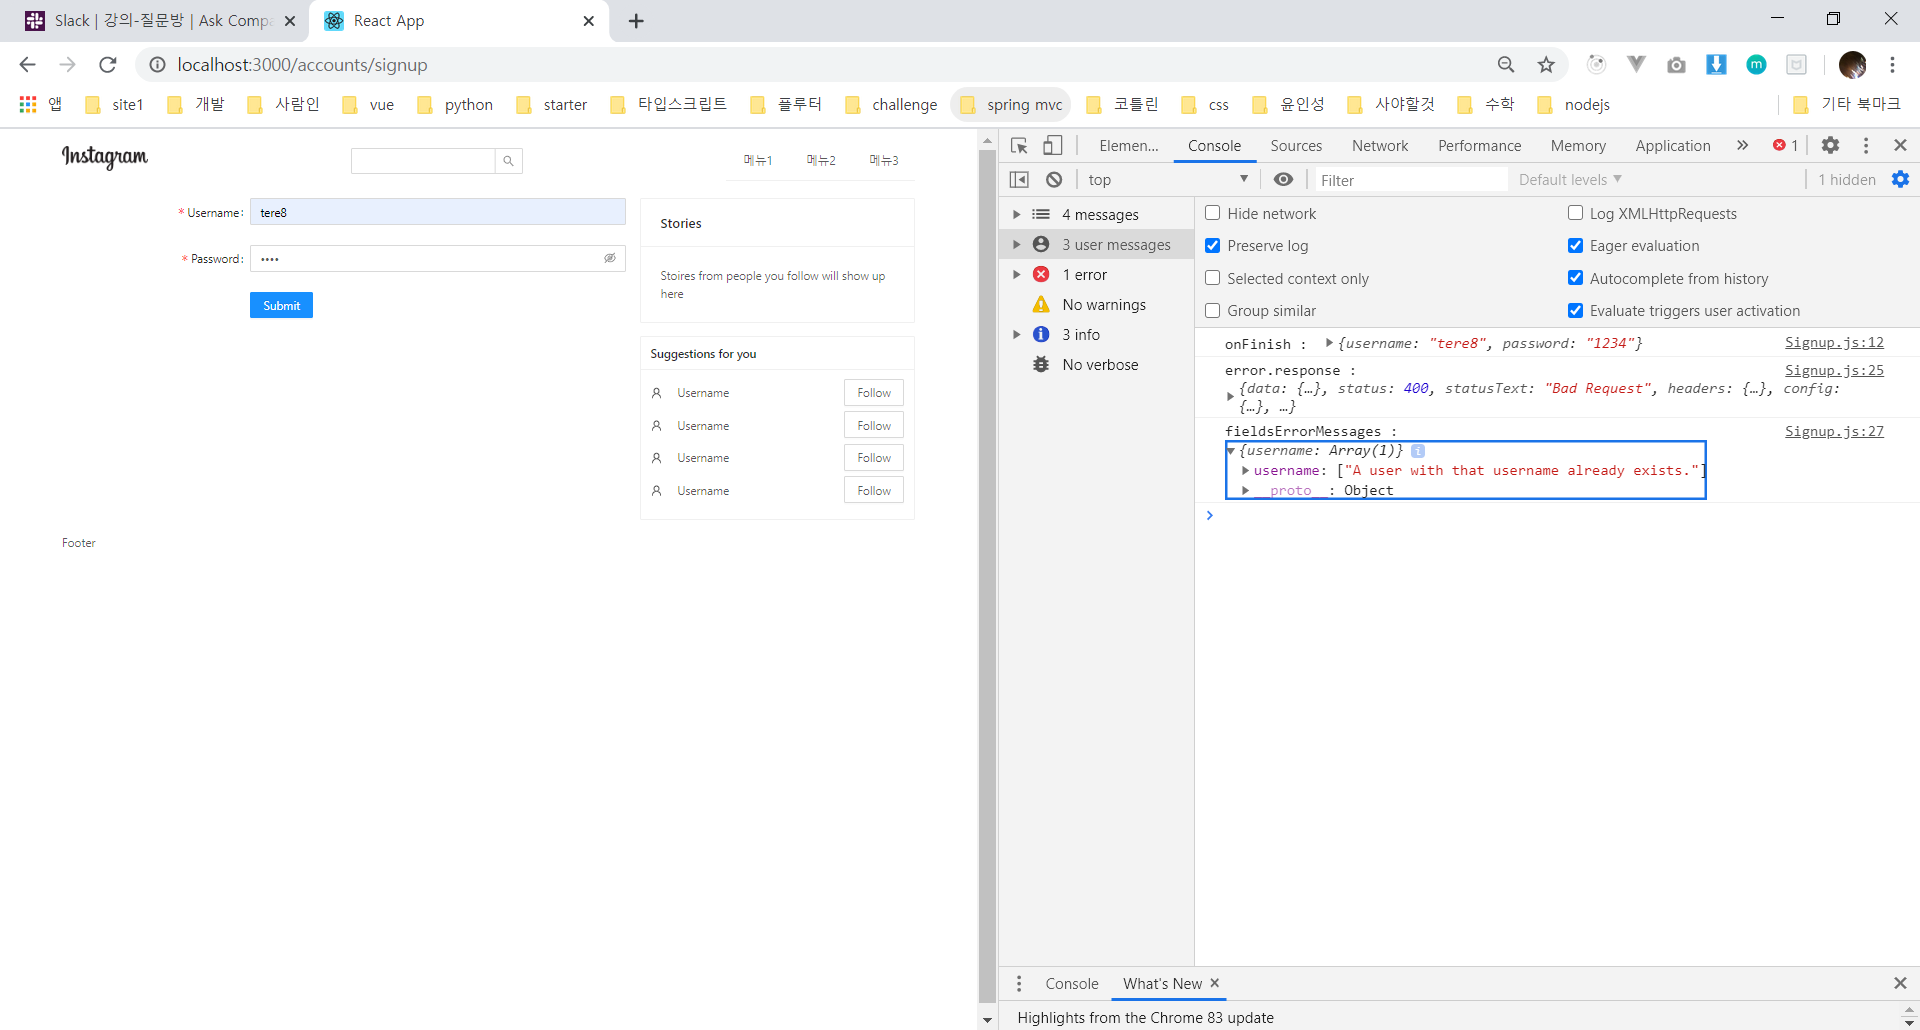 Slack | 강의-질문방 | Ask Compa
React App
localhost:3000/accounts/signup
앱 site1 개발 사람인 vue python starter 타입스크립트 플루터 challenge spring mvc 코틀린 css 윤인성 사야할것 수학 nodejs 기타 북마크
Instagram
메뉴1 메뉴2 메뉴3
* Username: tere8
* Password: ••••
Submit
Stories
Stoires from people you follow will show up
here
Suggestions for you
Username Follow
Username Follow
Username Follow
Username Follow
Footer
Elemen... Console Sources Network Performance Memory Application » 1
top Filter Default levels 1 hidden
4 messages
3 user messages
1 error
No warnings
3 info
No verbose
Hide network Log XMLHttpRequests
Preserve log Eager evaluation
Selected context only Autocomplete from history
Group similar Evaluate triggers user activation
onFinish : {username: "tere8", password: "1234"} Signup.js:12
error.response : Signup.js:25
{data: {…}, status: 400, statusText: "Bad Request", headers: {…}, config:
{…}, …}
fieldsErrorMessages : Signup.js:27
{username: Array(1)} i
username: ["A user with that username already exists."]
__proto__: Object
Console What's New
Highlights from the Chrome 83 update